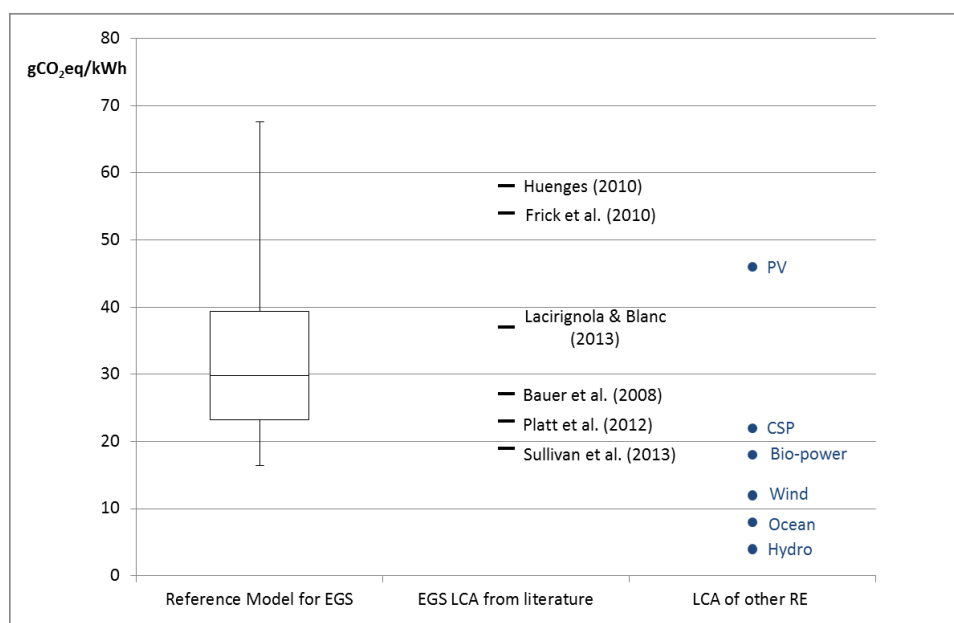 80
gCO₂eq/kWh
70
60
Huenges (2010)
Frick et al. (2010)
50
PV
40
Lacirignola & Blanc
(2013)
30
Bauer et al. (2008)
Platt et al. (2012)
CSP
20
Sullivan et al. (2013)
Bio-power
Wind
10
Ocean
Hydro
0
Reference Model for EGS
EGS LCA from literature
LCA of other RE